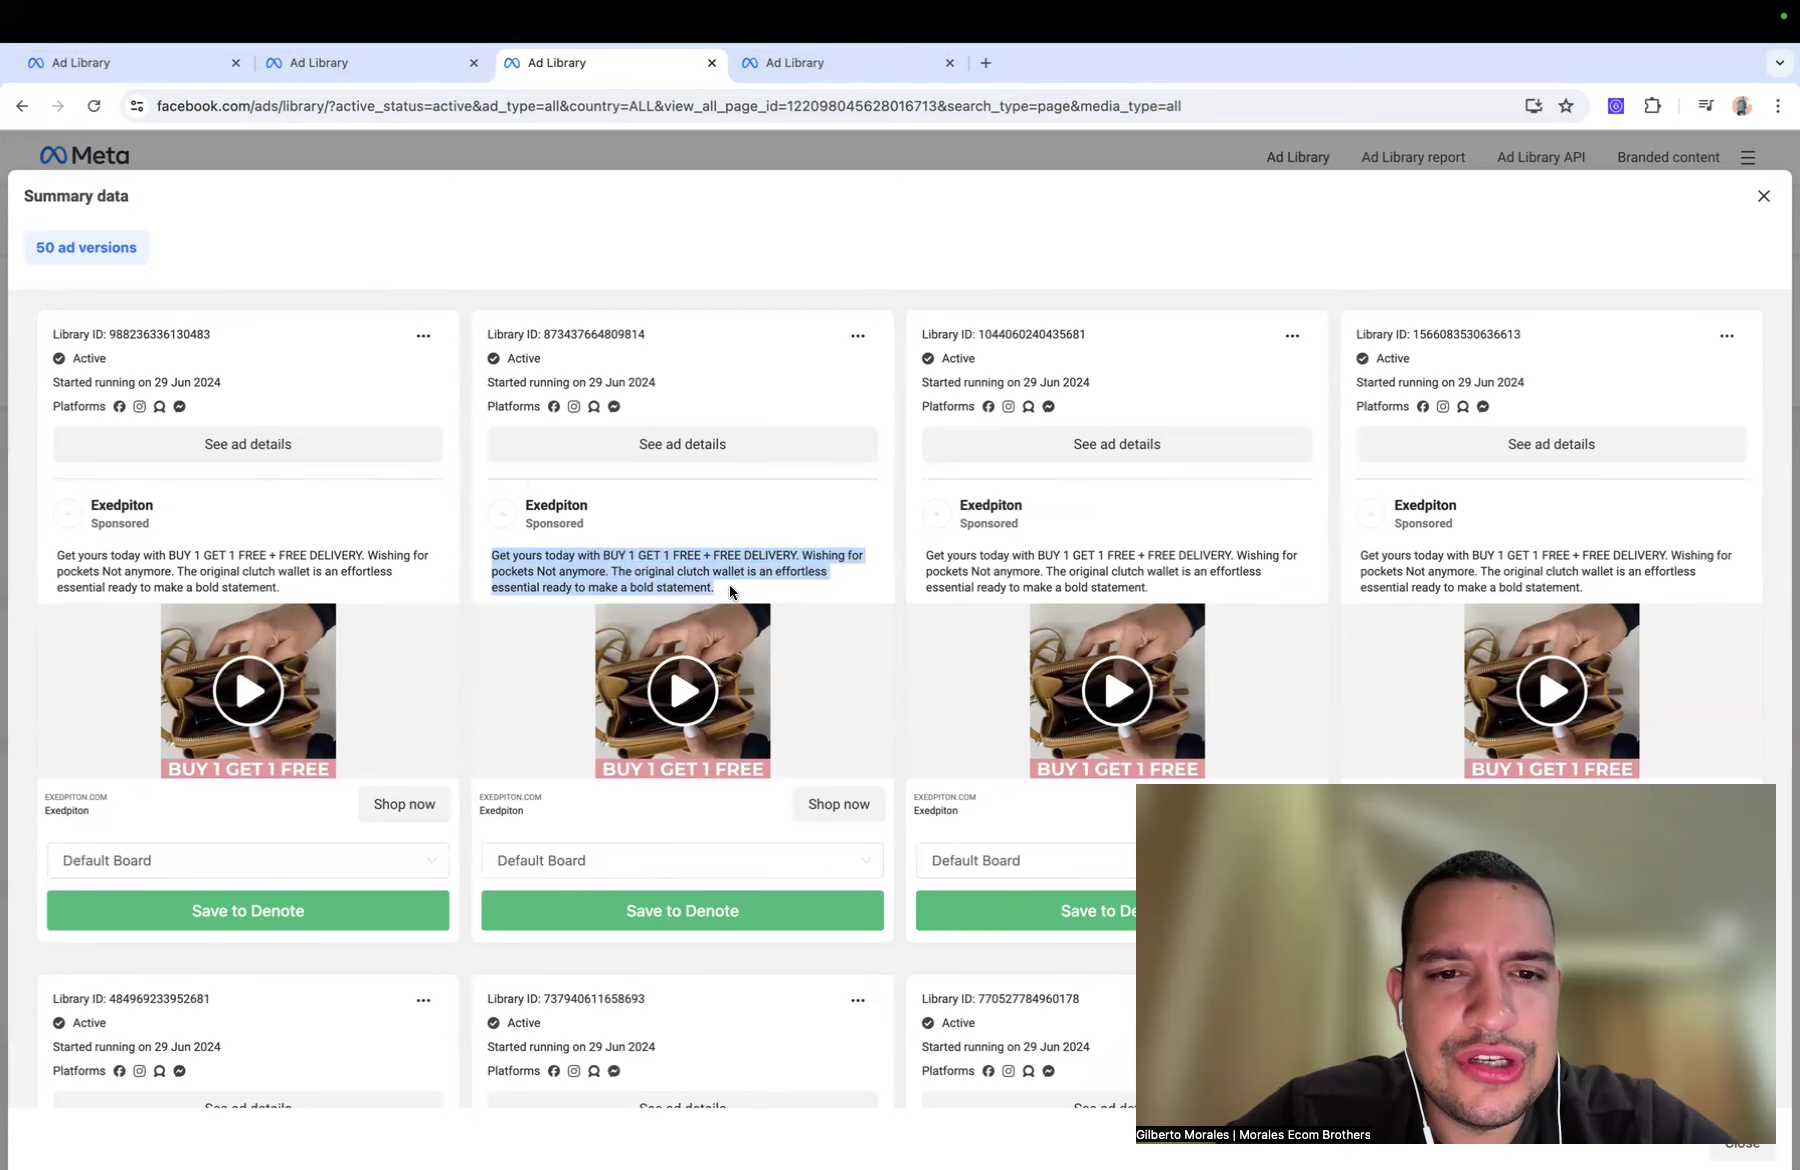 Ad Library
Ad Library
Ad Library
Ad Library
facebook.com/ads/library/?active_status=active&ad_type=all&country=ALL&view_all_page_id=122098045628016713&search_type=page&media_type=all
Meta
Ad Library
Ad Library report
Ad Library API
Branded content
Summary data
50 ad versions
Library ID: 988236336130483
Active
Started running on 29 Jun 2024
Platforms
See ad details
Exedpiton
Sponsored
Get yours today with BUY 1 GET 1 FREE + FREE DELIVERY. Wishing for
pockets Not anymore. The original clutch wallet is an effortless
essential ready to make a bold statement.
BUY 1 GET 1 FREE
EXEDPITON.COM
Exedpiton
Shop now
Default Board
Save to Denote
Library ID: 873437664809814
Active
Started running on 29 Jun 2024
Platforms
See ad details
Exedpiton
Sponsored
Get yours today with BUY 1 GET 1 FREE + FREE DELIVERY. Wishing for
pockets Not anymore. The original clutch wallet is an effortless
essential ready to make a bold statement.
BUY 1 GET 1 FREE
EXEDPITON.COM
Exedpiton
Shop now
Default Board
Save to Denote
Library ID: 1044060240435681
Active
Started running on 29 Jun 2024
Platforms
See ad details
Exedpiton
Sponsored
Get yours today with BUY 1 GET 1 FREE + FREE DELIVERY. Wishing for
pockets Not anymore. The original clutch wallet is an effortless
essential ready to make a bold statement.
BUY 1 GET 1 FREE
EXEDPITON.COM
Exedpiton
Default Board
Save to De
Library ID: 1566083530636613
Active
Started running on 29 Jun 2024
Platforms
See ad details
Exedpiton
Sponsored
Get yours today with BUY 1 GET 1 FREE + FREE DELIVERY. Wishing for
pockets Not anymore. The original clutch wallet is an effortless
essential ready to make a bold statement.
BUY 1 GET 1 FREE
Library ID: 484969233952681
Active
Started running on 29 Jun 2024
Platforms
See ad details
Library ID: 737940611658693
Active
Started running on 29 Jun 2024
Platforms
See ad details
Library ID: 770527784960178
Active
Started running on 29 Jun 2024
Platforms
See ad de
Gilberto Morales | Morales Ecom Brothers
Close